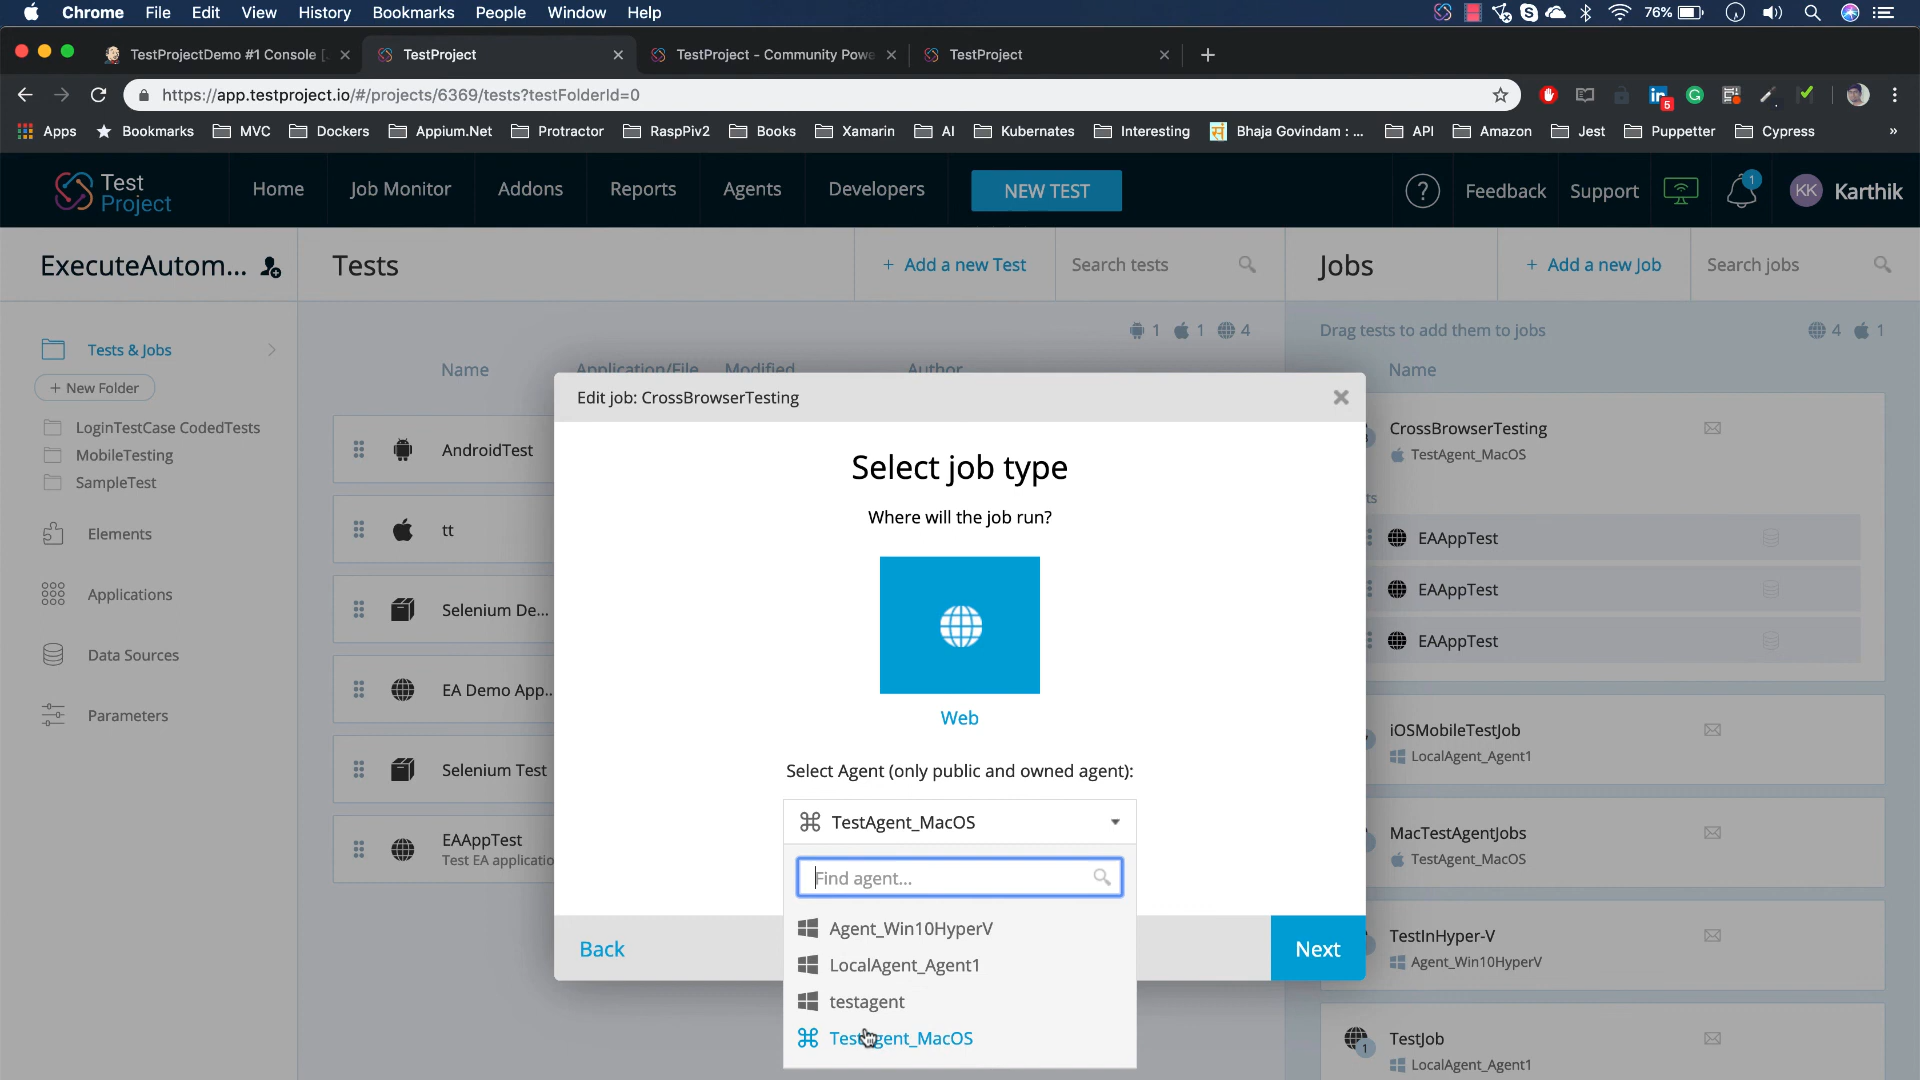 Chrome File Edit View History Bookmarks People Window Help 76%
TestProjectDemo #1 Console [ TestProject TestProject - Community Powe TestProject
https://app.testproject.io/#/projects/6369/tests?testFolderId=0 5
Apps Bookmarks MVC Dockers Appium.Net Protractor RaspPiv2 Books Xamarin AI Kubernates Interesting Bhaja Govindam : ... API Amazon Jest Puppetter Cypress »
Test
Project
Home Job Monitor Addons Reports Agents Developers NEW TEST ? Feedback Support 1 KK Karthik
ExecuteAutom... Tests + Add a new Test Search tests Jobs + Add a new Job Search jobs
1 1 4 Drag tests to add them to jobs 4 1
Tests & Jobs
+ New Folder
LoginTestCase CodedTests
MobileTesting
SampleTest
Elements
Applications
Data Sources
Parameters
Name Application/File Modified Author
AndroidTest
tt
Selenium De...
EA Demo App..
Selenium Test
EAAppTest
Test EA applicatio
Edit job: CrossBrowserTesting
Select job type
Where will the job run?
Web
Select Agent (only public and owned agent):
TestAgent_MacOS
Find agent...
Agent_Win10HyperV
LocalAgent_Agent1
testagent
TestAgent_MacOS
Back Next
Name
CrossBrowserTesting
TestAgent_MacOS
ts
EAAppTest
EAAppTest
EAAppTest
iOSMobileTestJob
LocalAgent_Agent1
MacTestAgentJobs
TestAgent_MacOS
TestInHyper-V
Agent_Win10HyperV
TestJob
1
LocalAgent_Agent1